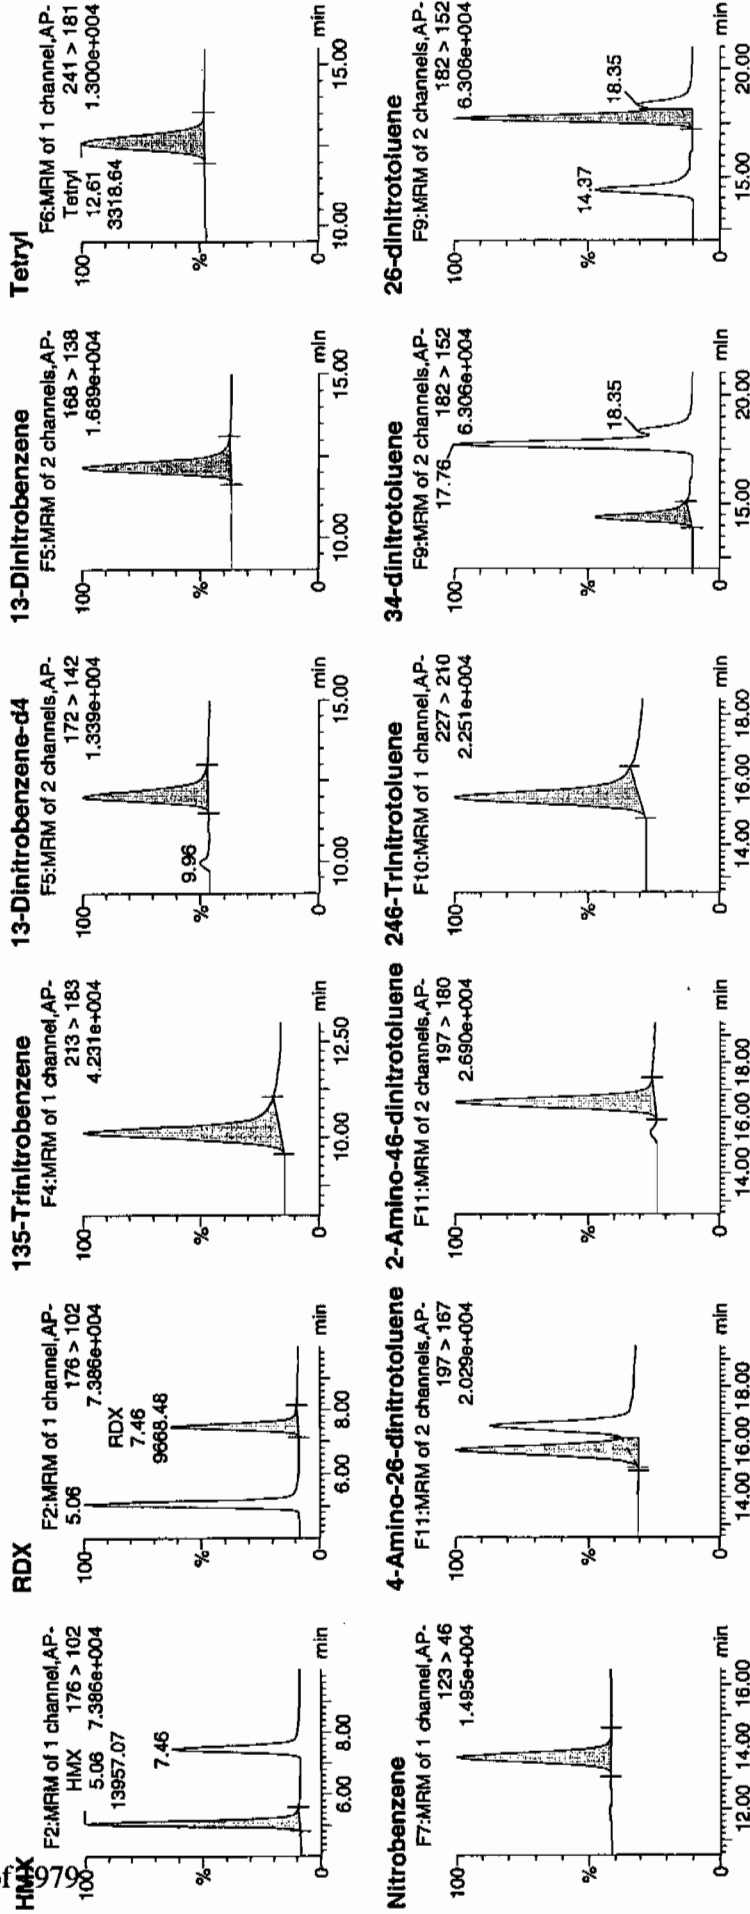 of 979
HMX
F2:MRM of 1 channel,AP-
HMX 176 > 102
5.06 7.386e+004
13957.07
7.46
100
%
0
6.00 8.00 min
RDX
F2:MRM of 1 channel,AP-
5.06 176 > 102
7.386e+004
RDX
7.46
9668.48
100
%
0
6.00 8.00 min
135-Trinitrobenzene
F4:MRM of 1 channel,AP-
213 > 183
4.231e+004
100
%
0
10.00 12.50 min
13-Dinitrobenzene-d4
F5:MRM of 2 channels,AP-
172 > 142
1.339e+004
9.96
100
%
0
10.00 15.00 min
13-Dinitrobenzene
F5:MRM of 2 channels,AP-
168 > 138
1.689e+004
100
%
0
10.00 15.00 min
Tetryl
F6:MRM of 1 channel,AP-
Tetryl 241 > 181
12.61 1.300e+004
3318.64
100
%
0
10.00 15.00 min
Nitrobenzene
F7:MRM of 1 channel,AP-
123 > 46
1.495e+004
100
%
0
12.00 14.00 16.00 min
4-Amino-26-dinitrotoluene
F11:MRM of 2 channels,AP-
197 > 167
2.029e+004
100
%
0
14.00 16.00 18.00 min
2-Amino-46-dinitrotoluene
F11:MRM of 2 channels,AP-
197 > 180
2.690e+004
100
%
0
14.00 16.00 18.00 min
246-Trinitrotoluene
F10:MRM of 1 channel,AP-
227 > 210
2.251e+004
100
%
0
14.00 16.00 18.00 min
34-dinitrotoluene
F9:MRM of 2 channels,AP-
17.76 182 > 152
6.306e+004
18.35
100
%
0
15.00 20.00 min
26-dinitrotoluene
F9:MRM of 2 channels,AP-
182 > 152
6.306e+004
14.37
18.35
100
%
0
15.00 20.00 min